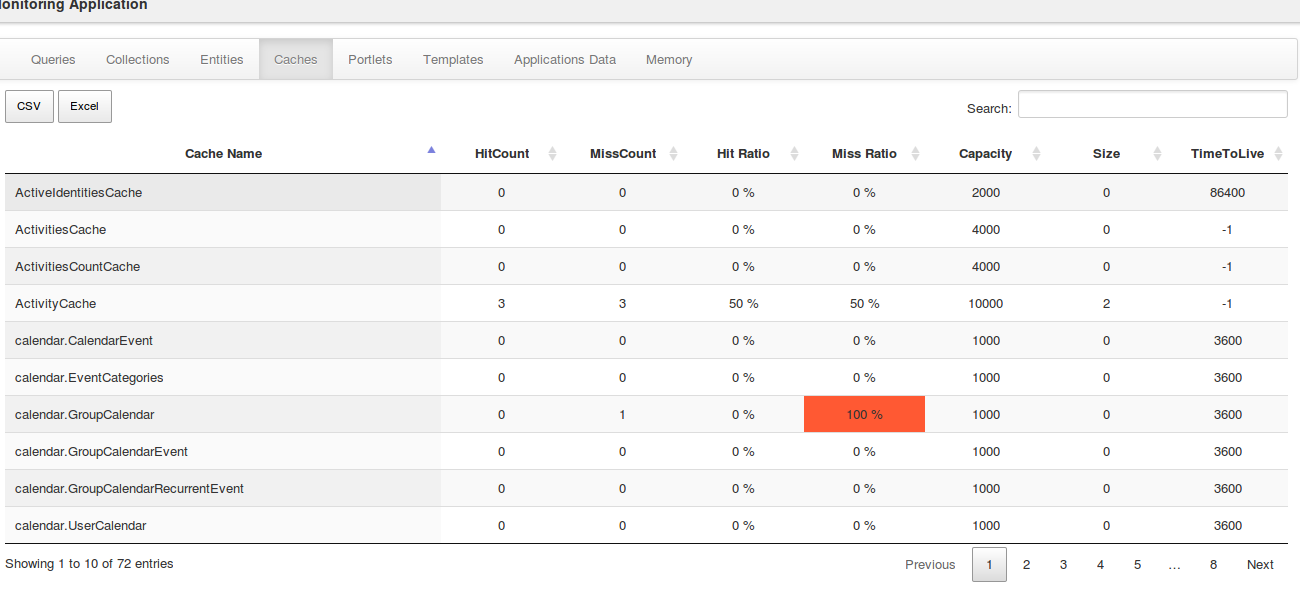 Monitoring Application
Queries Collections Entities Caches Portlets Templates Applications Data Memory
CSV Excel Search:
Cache Name HitCount MissCount Hit Ratio Miss Ratio Capacity Size TimeToLive
ActiveIdentitiesCache 0 0 0 % 0 % 2000 0 86400
ActivitiesCache 0 0 0 % 0 % 4000 0 -1
ActivitiesCountCache 0 0 0 % 0 % 4000 0 -1
ActivityCache 3 3 50 % 50 % 10000 2 -1
calendar.CalendarEvent 0 0 0 % 0 % 1000 0 3600
calendar.EventCategories 0 0 0 % 0 % 1000 0 3600
calendar.GroupCalendar 0 1 0 % 100 % 1000 0 3600
calendar.GroupCalendarEvent 0 0 0 % 0 % 1000 0 3600
calendar.GroupCalendarRecurrentEvent 0 0 0 % 0 % 1000 0 3600
calendar.UserCalendar 0 0 0 % 0 % 1000 0 3600
Showing 1 to 10 of 72 entries Previous 1 2 3 4 5 … 8 Next